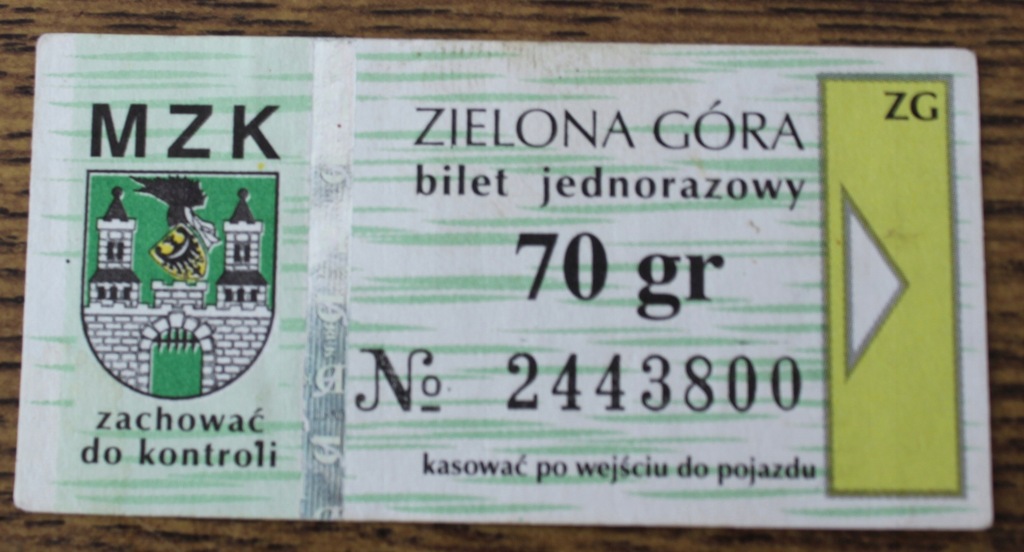 MZK
zachować
do kontroli
ZIELONA GÓRA
bilet jednorazowy
70 gr
№ 2443800
kasować po wejściu do pojazdu
ZG